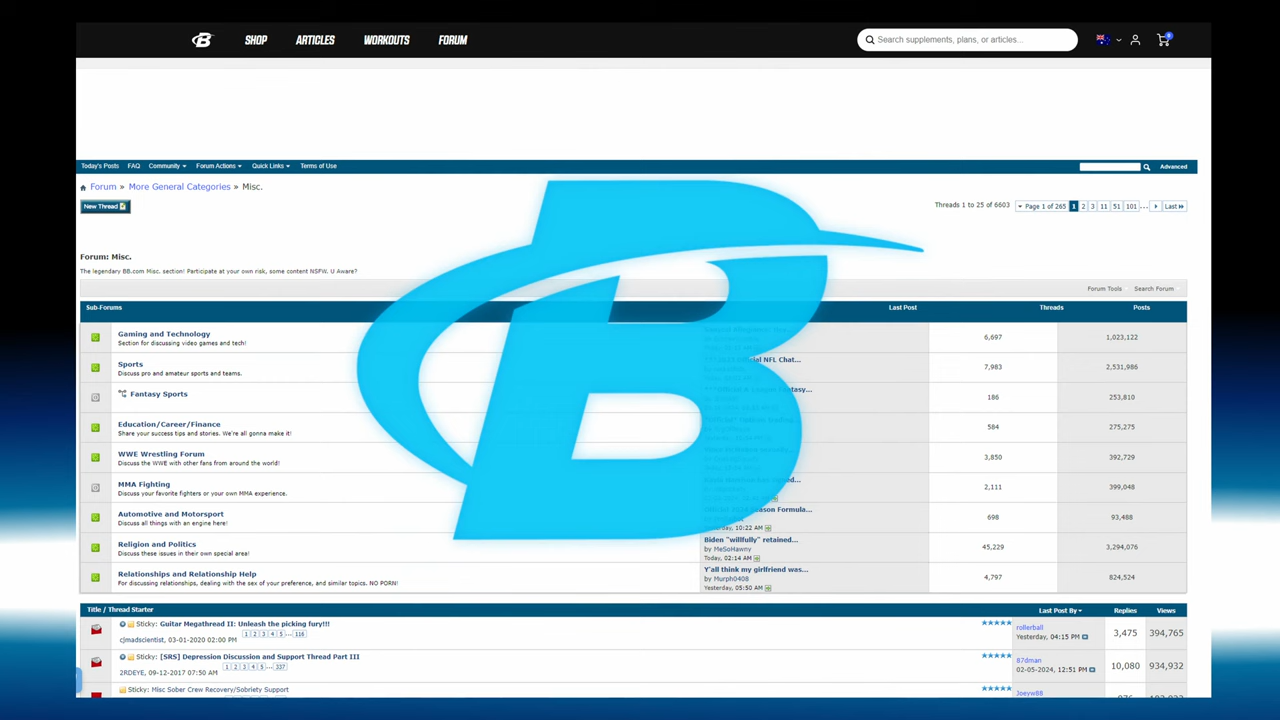 SHOP ARTICLES WORKOUTS FORUM Search supplements, plans, or articles...
Today's Posts FAQ Community Forum Actions Quick Links Terms of Use Advanced
Forum » More General Categories » Misc.
New Thread Threads 1 to 25 of 6603 Page 1 of 265 1 2 3 11 51 101 ... Last
Forum: Misc.
The legendary BB.com Misc. section! Participate at your own risk, some content NSFW. U Aware?
Forum Tools Search Forum
Sub-Forums Last Post Threads Posts
Gaming and Technology
Section for discussing video games and tech! 6,697 1,023,122
Sports NFL Chat...
Discuss pro and amateur sports and teams. 7,983 2,531,986
Fantasy Sports 186 253,810
Education/Career/Finance
Share your success tips and stories. We're all gonna make it! 584 275,275
WWE Wrestling Forum
Discuss the WWE with other fans from around the world! 3,850 392,729
MMA Fighting
Discuss your favorite fighters or your own MMA experience. 2,111 399,048
Automotive and Motorsport Season Formula...
Discuss all things with an engine here! 698 93,488
Yesterday, 10:22 AM
Religion and Politics Biden "willfully" retained...
Discuss these issues in their own special area! by MeSoHawny 45,229 3,294,076
Today, 02:14 AM
Relationships and Relationship Help Y'all think my girlfriend was...
For discussing relationships, dealing with the sex of your preference, and similar topics. NO PORN! by Murph0408 4,797 824,524
Yesterday, 05:50 AM
Title / Thread Starter Last Post By Replies Views
Sticky: Guitar Megathread II: Unleash the picking fury!!! rollerball
cjmadscientist, 03-01-2020 02:00 PM 1 2 3 4 5 ... 116 Yesterday, 04:15 PM 3,475 394,765
Sticky: [SRS] Depression Discussion and Support Thread Part III 87dman
2RDEYE, 09-12-2017 07:50 AM 1 2 3 4 5 ... 337 02-05-2024, 12:51 PM 10,080 934,932
Sticky: Misc Sober Crew Recovery/Sobriety Support Joeyw88